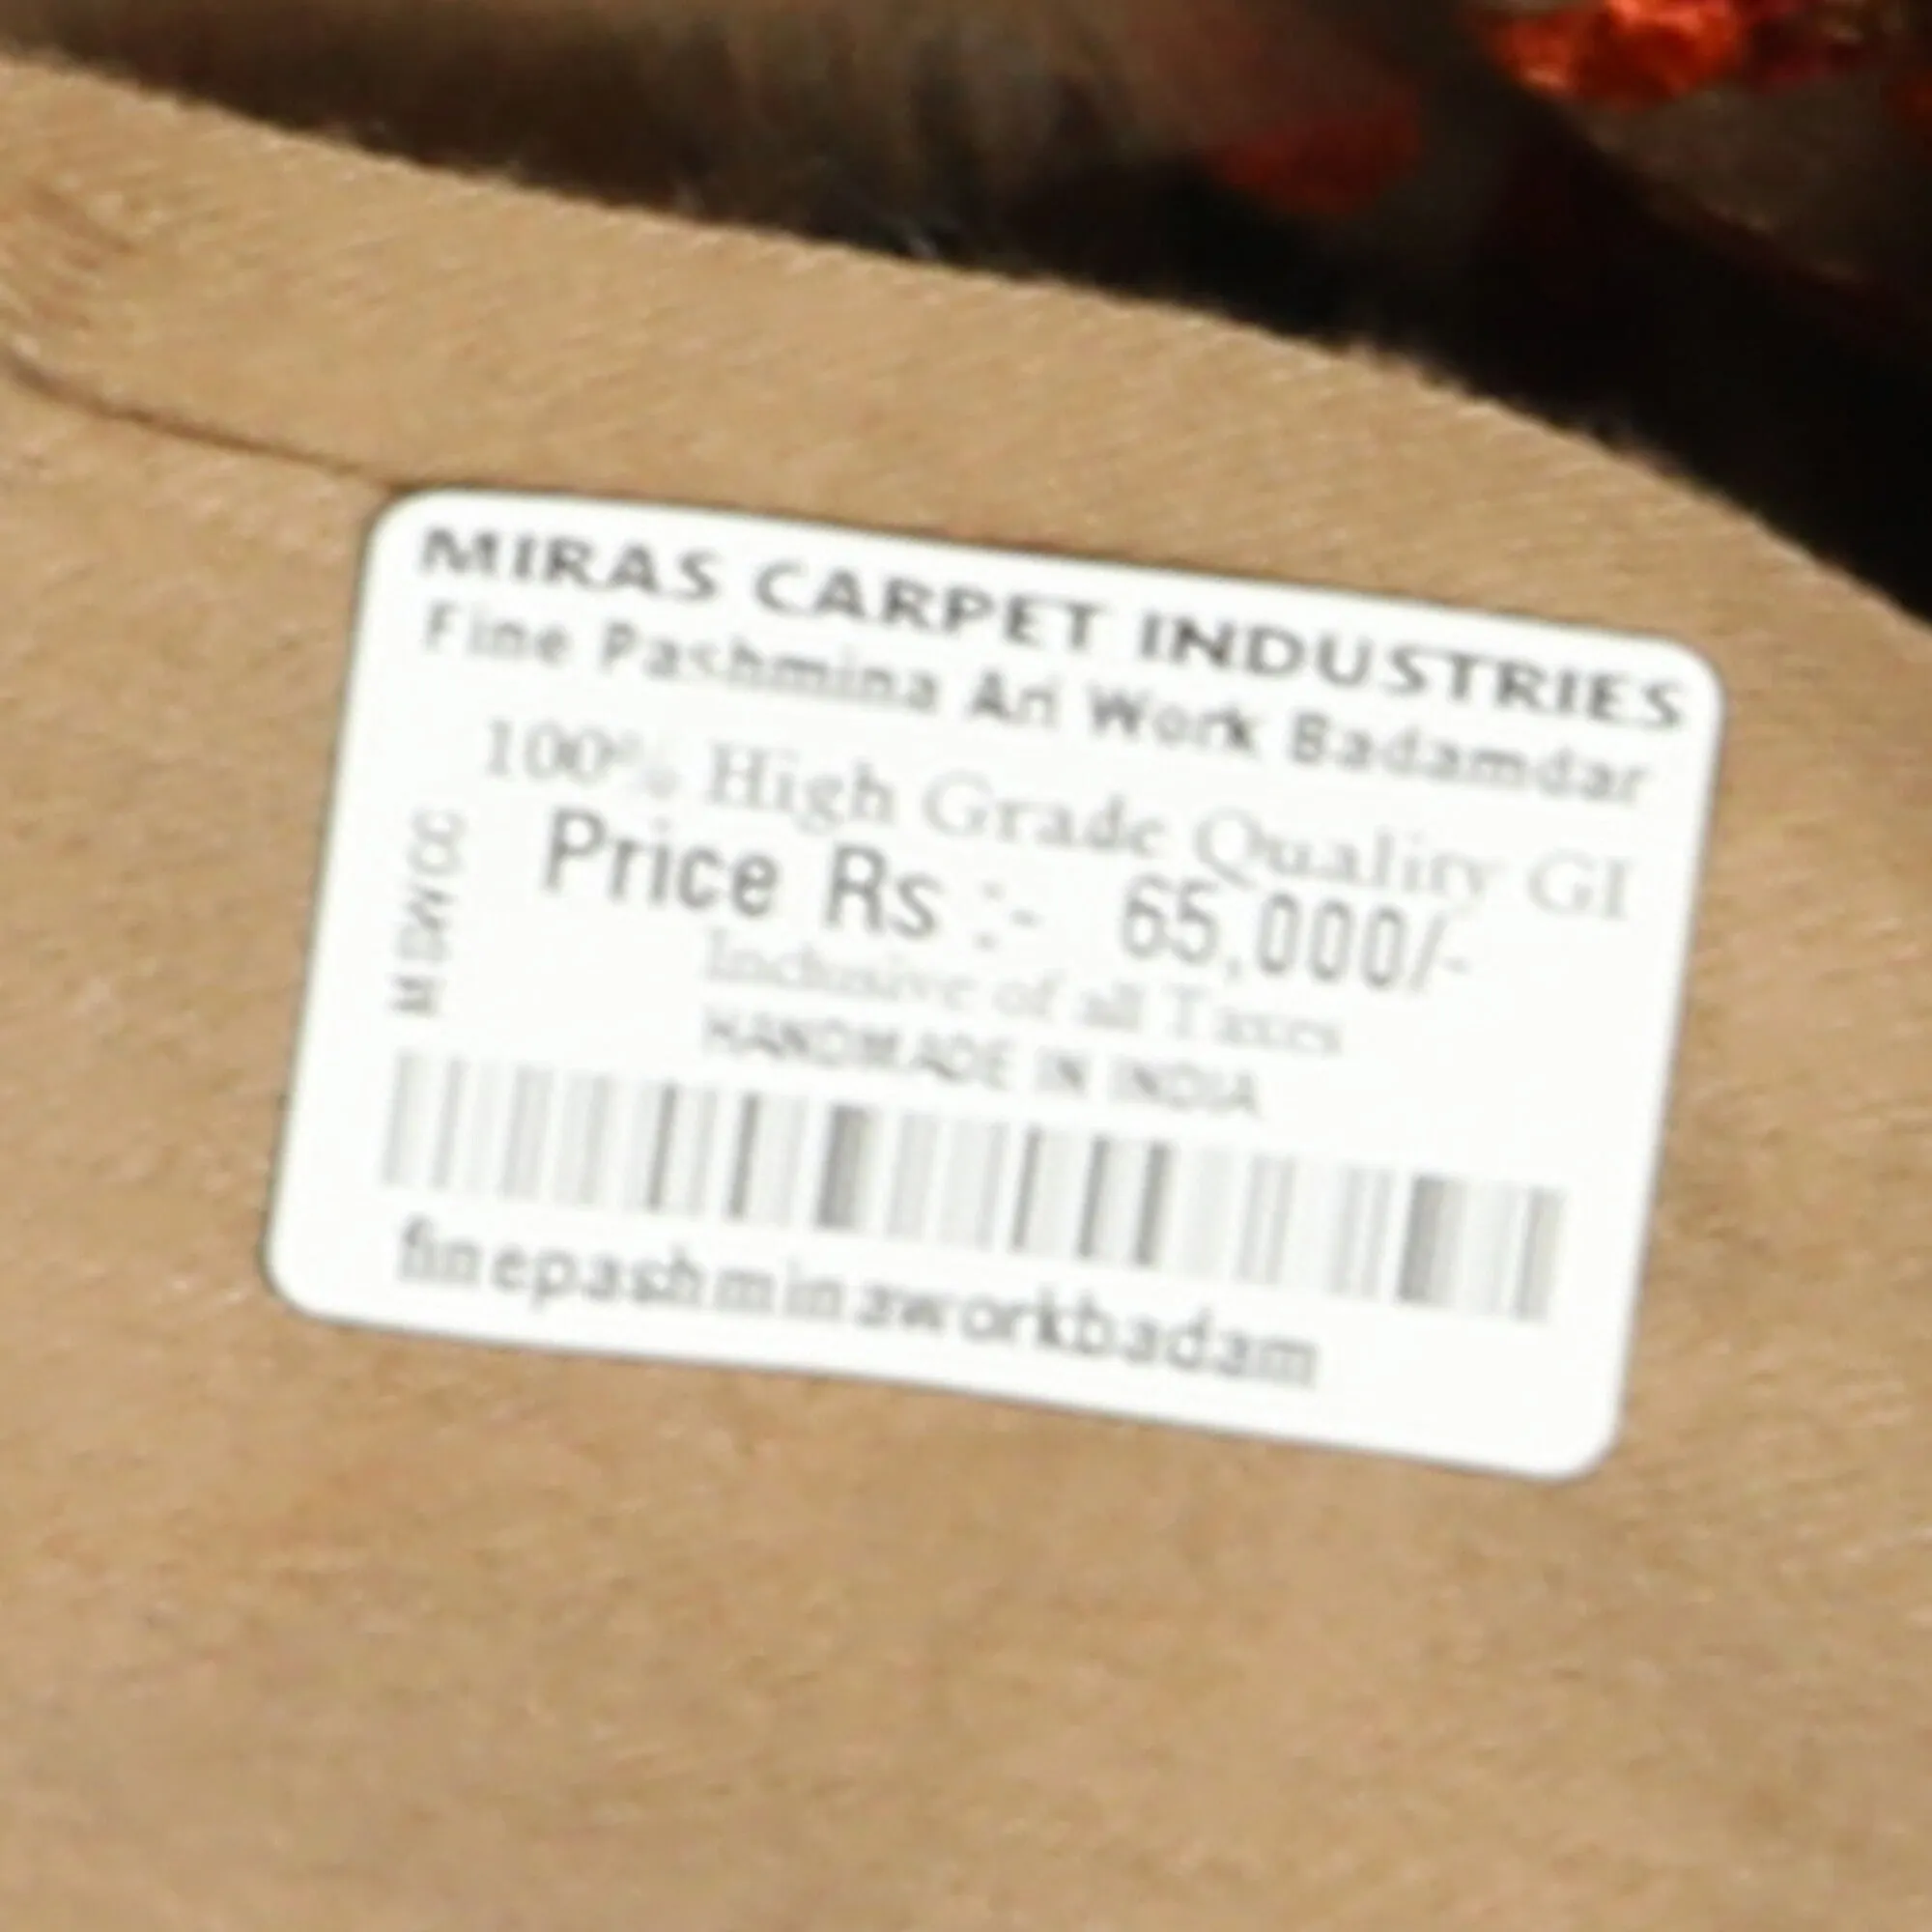 MIRAS CARPET INDUSTRIES
Fine Pashmina Ari Work Badamdar
100% High Grade Quality GI
Price Rs :- 65,000/-
Inclusive of all Taxes
HANDMADE IN INDIA
finepashminaworkbadam